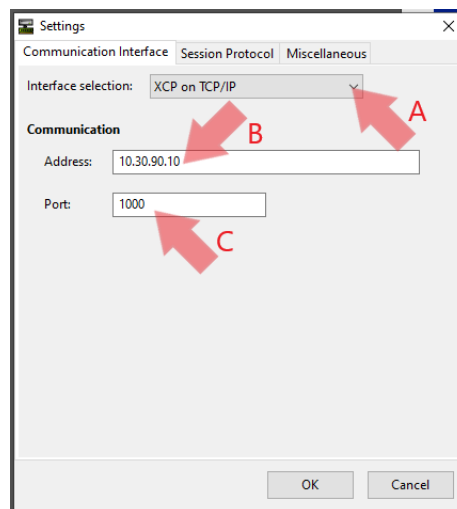 Settings
Communication Interface Session Protocol Miscellaneous
Interface selection: XCP on TCP/IP
A
Communication
B
Address: 10.30.90.10
Port: 1000
C
OK Cancel